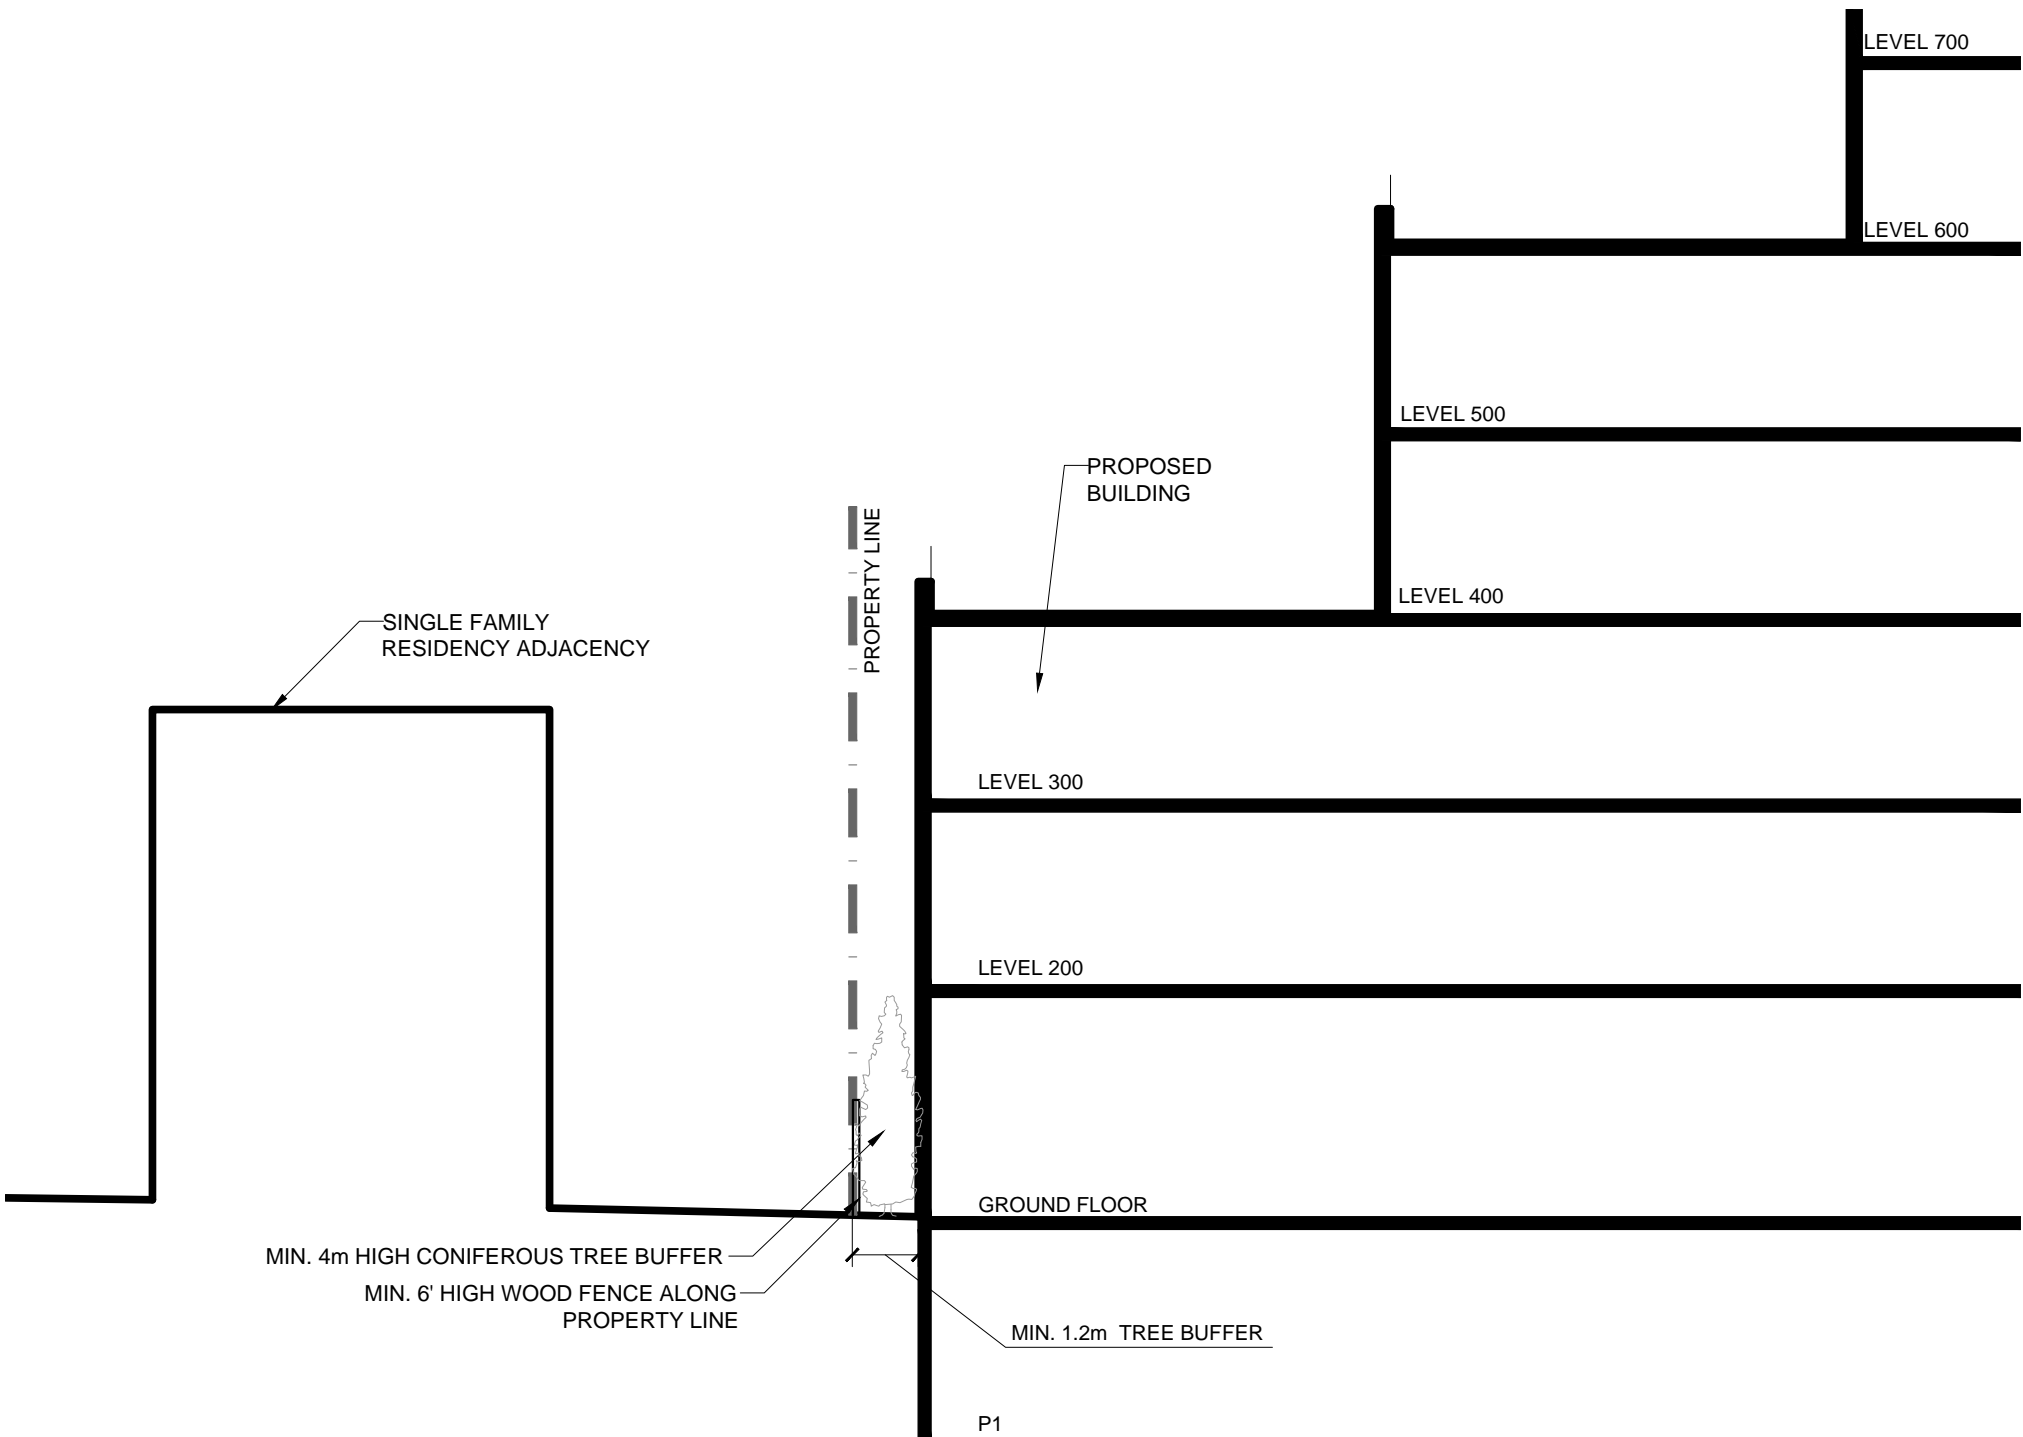 LEVEL 700
LEVEL 600
LEVEL 500
PROPOSED
BUILDING
PROPERTY LINE
LEVEL 400
SINGLE FAMILY
RESIDENCY ADJACENCY
LEVEL 300
LEVEL 200
GROUND FLOOR
MIN. 4m HIGH CONIFEROUS TREE BUFFER
MIN. 6' HIGH WOOD FENCE ALONG
PROPERTY LINE
MIN. 1.2m TREE BUFFER
P1